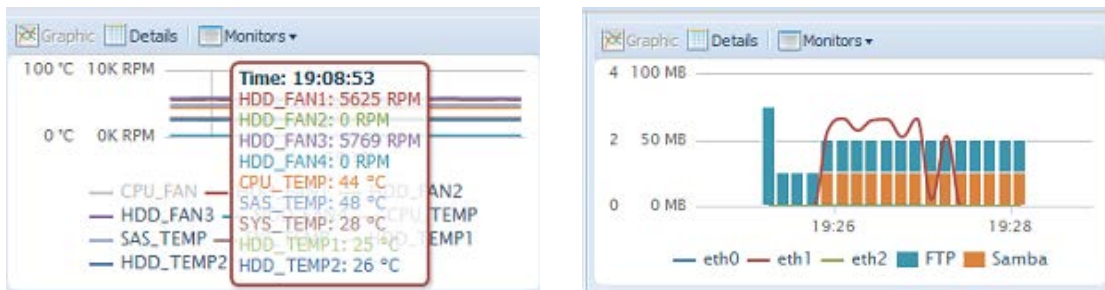 Graphic Details Monitors
100 °C 10K RPM
0 °C 0K RPM
Time: 19:08:53
HDD_FAN1: 5625 RPM
HDD_FAN2: 0 RPM
HDD_FAN3: 5769 RPM
HDD_FAN4: 0 RPM
CPU_TEMP: 44 °C
SAS_TEMP: 48 °C
SYS_TEMP: 28 °C
HDD_TEMP1: 25 °C
HDD_TEMP2: 26 °C
CPU_FAN
HDD_FAN2
HDD_FAN3
CPU_TEMP
SAS_TEMP
HDD_TEMP1
HDD_TEMP2
Graphic Details Monitors
4 100 MB
2 50 MB
0 0 MB
19:26 19:28
eth0 eth1 eth2 FTP Samba